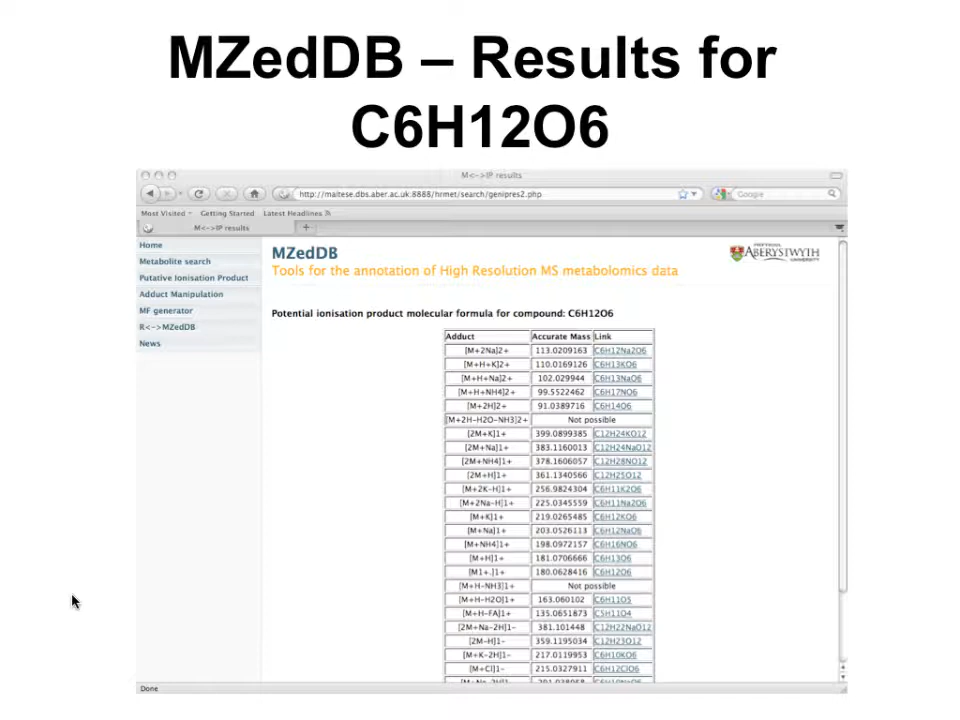 MZedDB – Results for
C6H12O6
M<->IP results
http://maltese.dbs.aber.ac.uk:8888/hrmet/search/genipres2.php
Google
Most Visited Getting Started Latest Headlines
M<->IP results
Home
Metabolite search
Putative Ionisation Product
Adduct Manipulation
MF generator
R<->MZedDB
News
MZedDB
Tools for the annotation of High Resolution MS metabolomics data
ABERYSTWYTH
UNIVERSITY
Potential ionisation product molecular formula for compound: C6H12O6
Adduct Accurate Mass Link
[M+2Na]2+ 113.0209163 C6H12Na2O6
[M+H+K]2+ 110.0169126 C6H13KO6
[M+H+Na]2+ 102.029944 C6H13NaO6
[M+H+NH4]2+ 99.5522462 C6H17NO6
[M+2H]2+ 91.0389716 C6H14O6
[M+2H-H2O-NH3]2+ Not possible
[2M+K]1+ 399.0899385 C12H24KO12
[2M+Na]1+ 383.1160013 C12H24NaO12
[2M+NH4]1+ 378.1606057 C12H28NO12
[2M+H]1+ 361.1340566 C12H25O12
[M+2K-H]1+ 256.9824304 C6H11K2O6
[M+2Na-H]1+ 225.0345559 C6H11Na2O6
[M+K]1+ 219.0265485 C6H12KO6
[M+Na]1+ 203.0526113 C6H12NaO6
[M+NH4]1+ 198.0972157 C6H16NO6
[M+H]1+ 181.0706666 C6H13O6
[M1+.]1+ 180.0628416 C6H12O6
[M+H-NH3]1+ Not possible
[M+H-H2O]1+ 163.060102 C6H11O5
[M+H-FA]1+ 135.0651873 C5H11O4
[2M+Na-2H]1- 381.101448 C12H22NaO12
[2M-H]1- 359.1195034 C12H23O12
[M+K-2H]1- 217.0119953 C6H10KO6
[M+Cl]1- 215.0327911 C6H12ClO6
[M+Na-2H]1- 201.038058 C6H10NaO6
Done